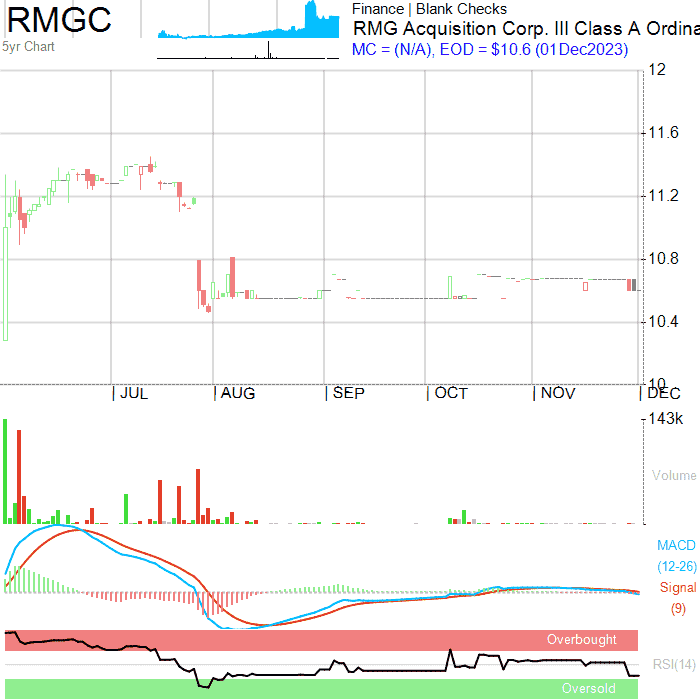 RMGC
5yr Chart
Finance | Blank Checks
RMG Acquisition Corp. III Class A Ordina
MC = (N/A), EOD = $10.6 (01Dec2023)
12
11.6
11.2
10.8
10.4
10
| JUL | AUG | SEP | OCT | NOV | DEC
143k
Volume
MACD
(12-26)
Signal
(9)
Overbought
RSI(14)
Oversold